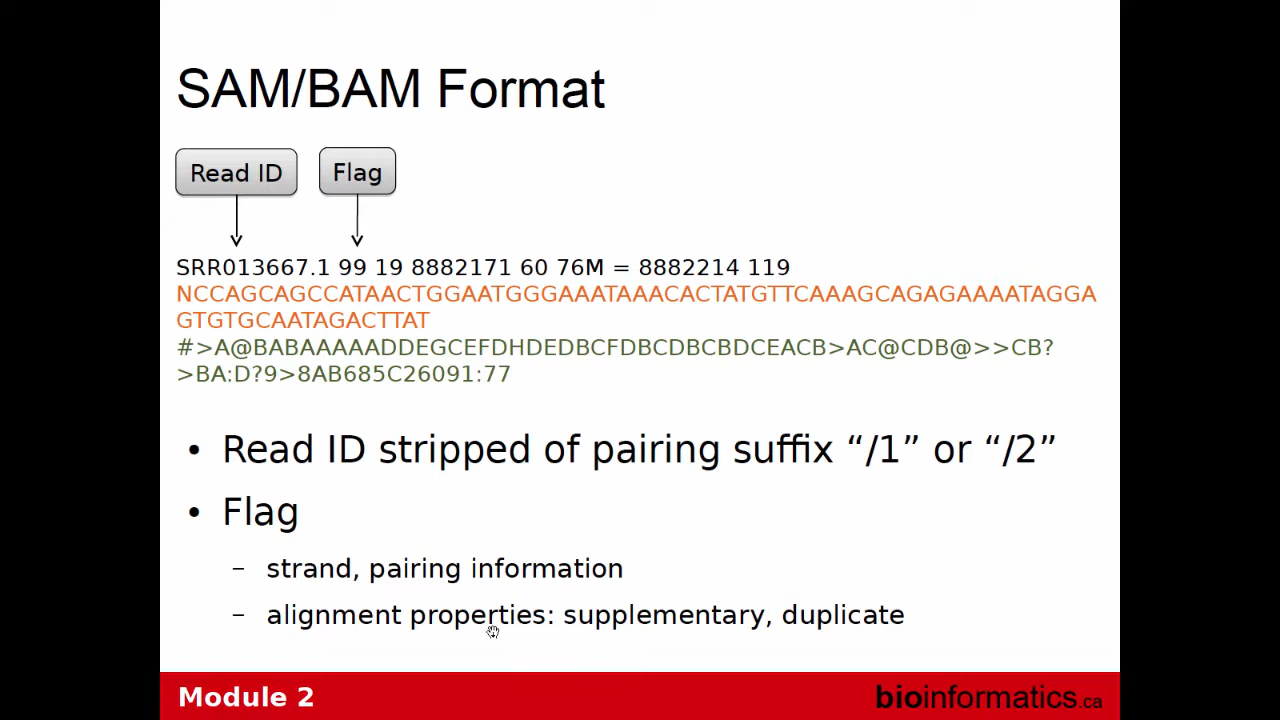 SAM/BAM Format
Read ID Flag
SRR013667.1 99 19 8882171 60 76M = 8882214 119
NCCAGCAGCCATAACTGGAATGGGAAATAAACACTATGTTCAAAGCAGAGAAAATAGGA
GTGTGCAATAGACTTAT
#>A@BABAAAAADDEGCEFDHDEDBCFDBCDBCBDCEACB>AC@CDB@>>CB?
>BA:D?9>8AB685C26091:77
• Read ID stripped of pairing suffix “/1” or “/2”
• Flag
– strand, pairing information
– alignment properties: supplementary, duplicate
Module 2 bioinformatics.ca